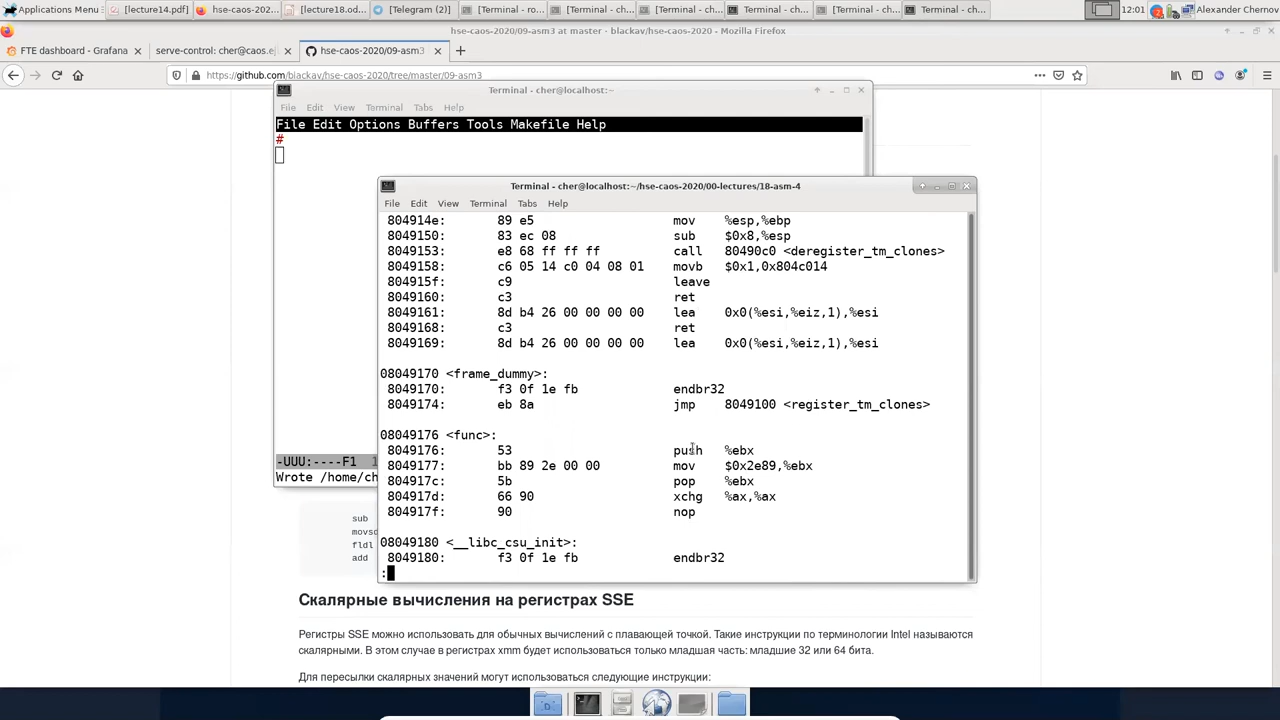 Applications Menu
[lecture14.pdf]
hse-caos-202...
[lecture18.od...
[Telegram (2)]
[Terminal - ro...
[Terminal - ch...
[Terminal - ch...
Terminal - ch...
[Terminal - ch...
Terminal - ch...
12:01
Alexander Chernov
hse-caos-2020/09-asm3 at master · blackav/hse-caos-2020 - Mozilla Firefox
FTE dashboard - Grafana
serve-control: cher@caos.e
hse-caos-2020/09-asm3
https://github.com/blackav/hse-caos-2020/tree/master/09-asm3
Terminal - cher@localhost:~
File Edit View Terminal Tabs Help
File Edit Options Buffers Tools Makefile Help
#
Terminal - cher@localhost:~/hse-caos-2020/00-lectures/18-asm-4
File Edit View Terminal Tabs Help
804914e: 89 e5 mov %esp,%ebp
8049150: 83 ec 08 sub $0x8,%esp
8049153: e8 68 ff ff ff call 80490c0 <deregister_tm_clones>
8049158: c6 05 14 c0 04 08 01 movb $0x1,0x804c014
804915f: c9 leave
8049160: c3 ret
8049161: 8d b4 26 00 00 00 00 lea 0x0(%esi,%eiz,1),%esi
8049168: c3 ret
8049169: 8d b4 26 00 00 00 00 lea 0x0(%esi,%eiz,1),%esi
08049170 <frame_dummy>:
8049170: f3 0f 1e fb endbr32
8049174: eb 8a jmp 8049100 <register_tm_clones>
08049176 <func>:
8049176: 53 push %ebx
8049177: bb 89 2e 00 00 mov $0x2e89,%ebx
804917c: 5b pop %ebx
804917d: 66 90 xchg %ax,%ax
804917f: 90 nop
08049180 <__libc_csu_init>:
8049180: f3 0f 1e fb endbr32
:
-UUU:----F1
Wrote /home/ch
sub
movsd
fldl
add
Скалярные вычисления на регистрах SSE
Регистры SSE можно использовать для обычных вычислений с плавающей точкой. Такие инструкции по терминологии Intel называются
скалярными. В этом случае в регистрах xmm будет использоваться только младшая часть: младшие 32 или 64 бита.
Для пересылки скалярных значений могут использоваться следующие инструкции: